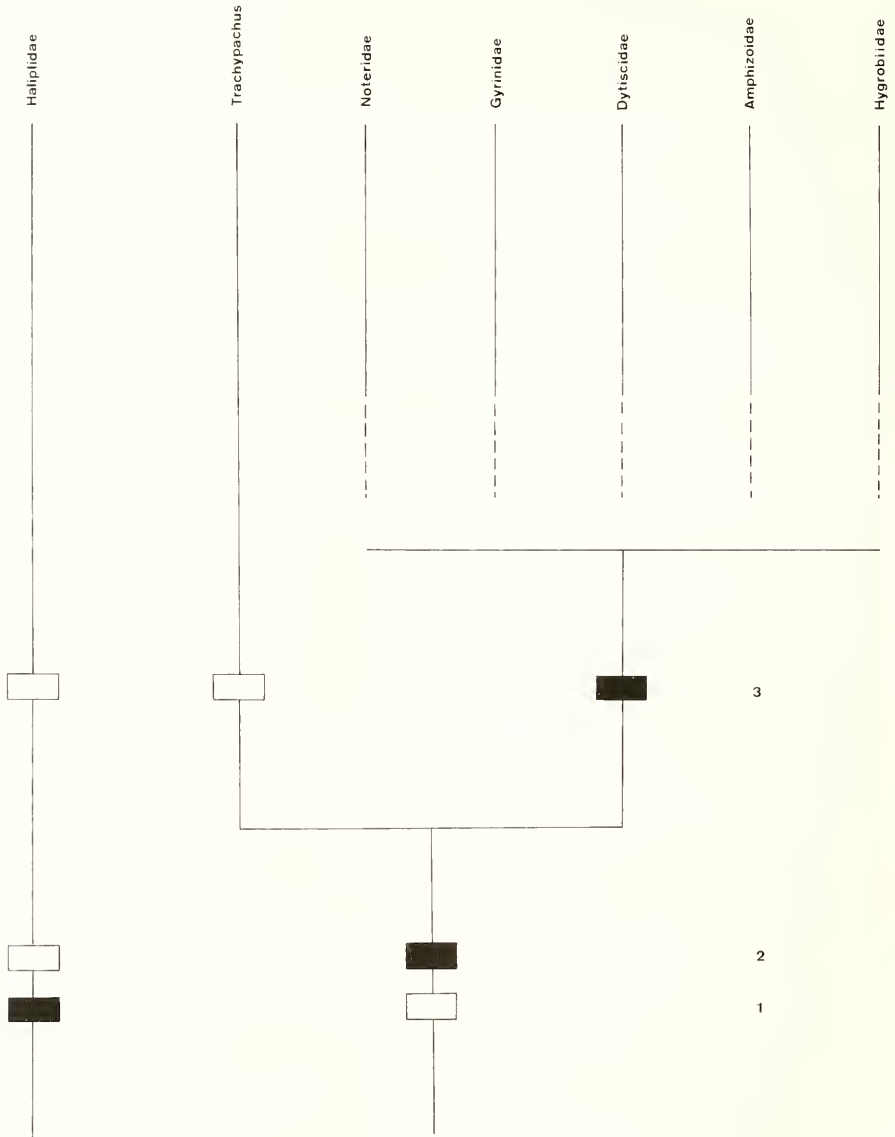 Haliplidae
Trachypachus
Noteridae
Gyrinidae
Dytiscidae
Amphizoidae
Hygrobiidae
3
2
1